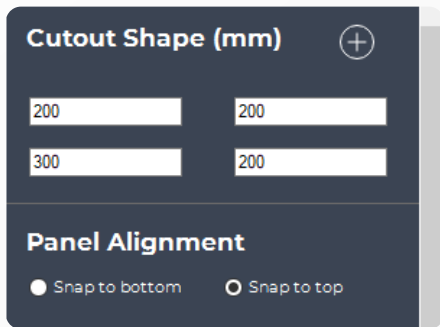 Cutout Shape (mm)
200 200
300 200
Panel Alignment
Snap to bottom Snap to top